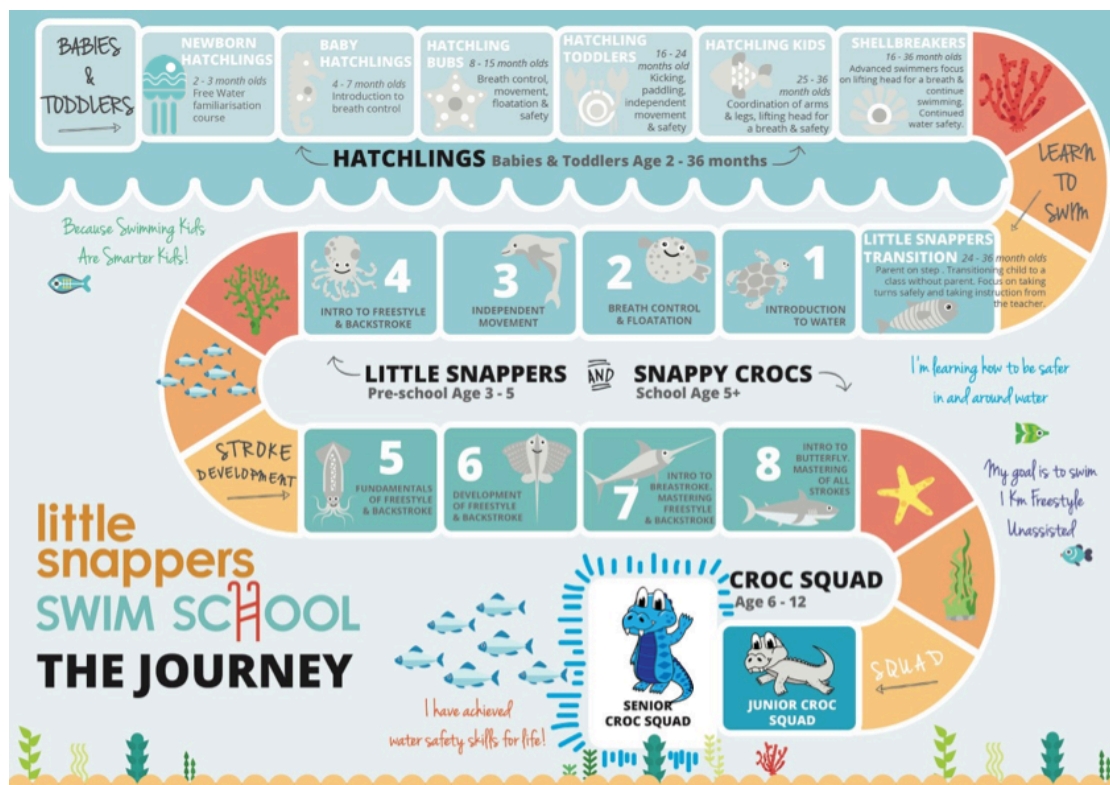 BABIES
&
TODDLERS
NEWBORN
HATCHLINGS
2 - 3 month olds
Free Water
familiarisation
course
BABY
HATCHLINGS
4 - 7 month olds
Introduction to
breath control
HATCHLING
BUBS 8 - 15 month olds
Breath control,
movement,
floatation &
safety
HATCHLING
TODDLERS 16 - 24
months old
Kicking,
paddling,
independent
movement
& safety
HATCHLING KIDS
25 - 36
month olds
Coordination of arms
& legs, lifting head for
a breath & safety
SHELLBREAKERS
16 - 36 month olds
Advanced swimmers focus
on lifting head for a breath &
continue
swimming.
Continued
water safety.
HATCHLINGS Babies & Toddlers Age 2 - 36 months
LEARN
TO
SWIM
Because Swimming Kids
Are Smarter Kids!
4
INTRO TO FREESTYLE
& BACKSTROKE
3
INDEPENDENT
MOVEMENT
2
BREATH CONTROL
& FLOATATION
1
INTRODUCTION
TO WATER
LITTLE SNAPPERS
TRANSITION 24 - 36 month olds
Parent on step . Transitioning child to a
class without parent. Focus on taking
turns safely and taking instruction from
the teacher.
LITTLE SNAPPERS AND SNAPPY CROCS
Pre-school Age 3 - 5 School Age 5+
I'm learning how to be safer
in and around water
STROKE
DEVELOPMENT
5
FUNDAMENTALS
OF FREESTYLE
& BACKSTROKE
6
DEVELOPMENT
OF FREESTYLE
& BACKSTROKE
7
INTRO TO
BREASTROKE.
MASTERING
FREESTYLE
& BACKSTROKE
8
INTRO TO
BUTTERFLY.
MASTERING
OF ALL
STROKES
My goal is to swim
1 Km Freestyle
Unassisted
little
snappers
SWIM SCHOOL
THE JOURNEY
CROC SQUAD
Age 6 - 12
SQUAD
SENIOR
CROC SQUAD
JUNIOR CROC
SQUAD
I have achieved
water safety skills for life!